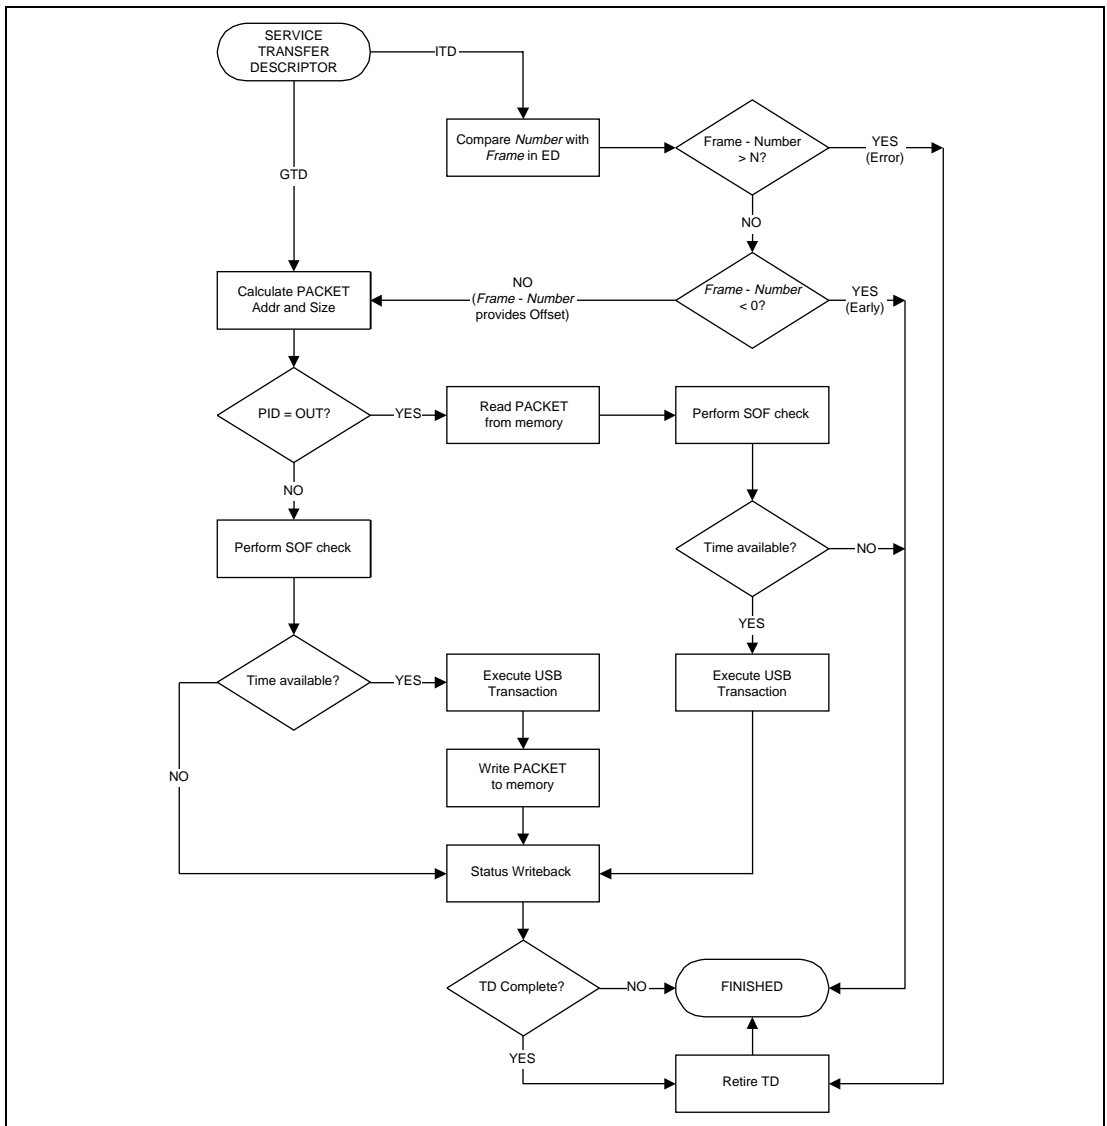 SERVICE
TRANSFER
DESCRIPTOR
ITD
Compare Number with
Frame in ED
Frame - Number
> N?
YES
(Error)
GTD
NO
Calculate PACKET
Addr and Size
NO
(Frame - Number
provides Offset)
Frame - Number
< 0?
YES
(Early)
PID = OUT?
YES
Read PACKET
from memory
Perform SOF check
NO
Perform SOF check
Time available?
NO
YES
Time available?
YES
Execute USB
Transaction
Execute USB
Transaction
NO
Write PACKET
to memory
Status Writeback
TD Complete?
NO
FINISHED
YES
Retire TD